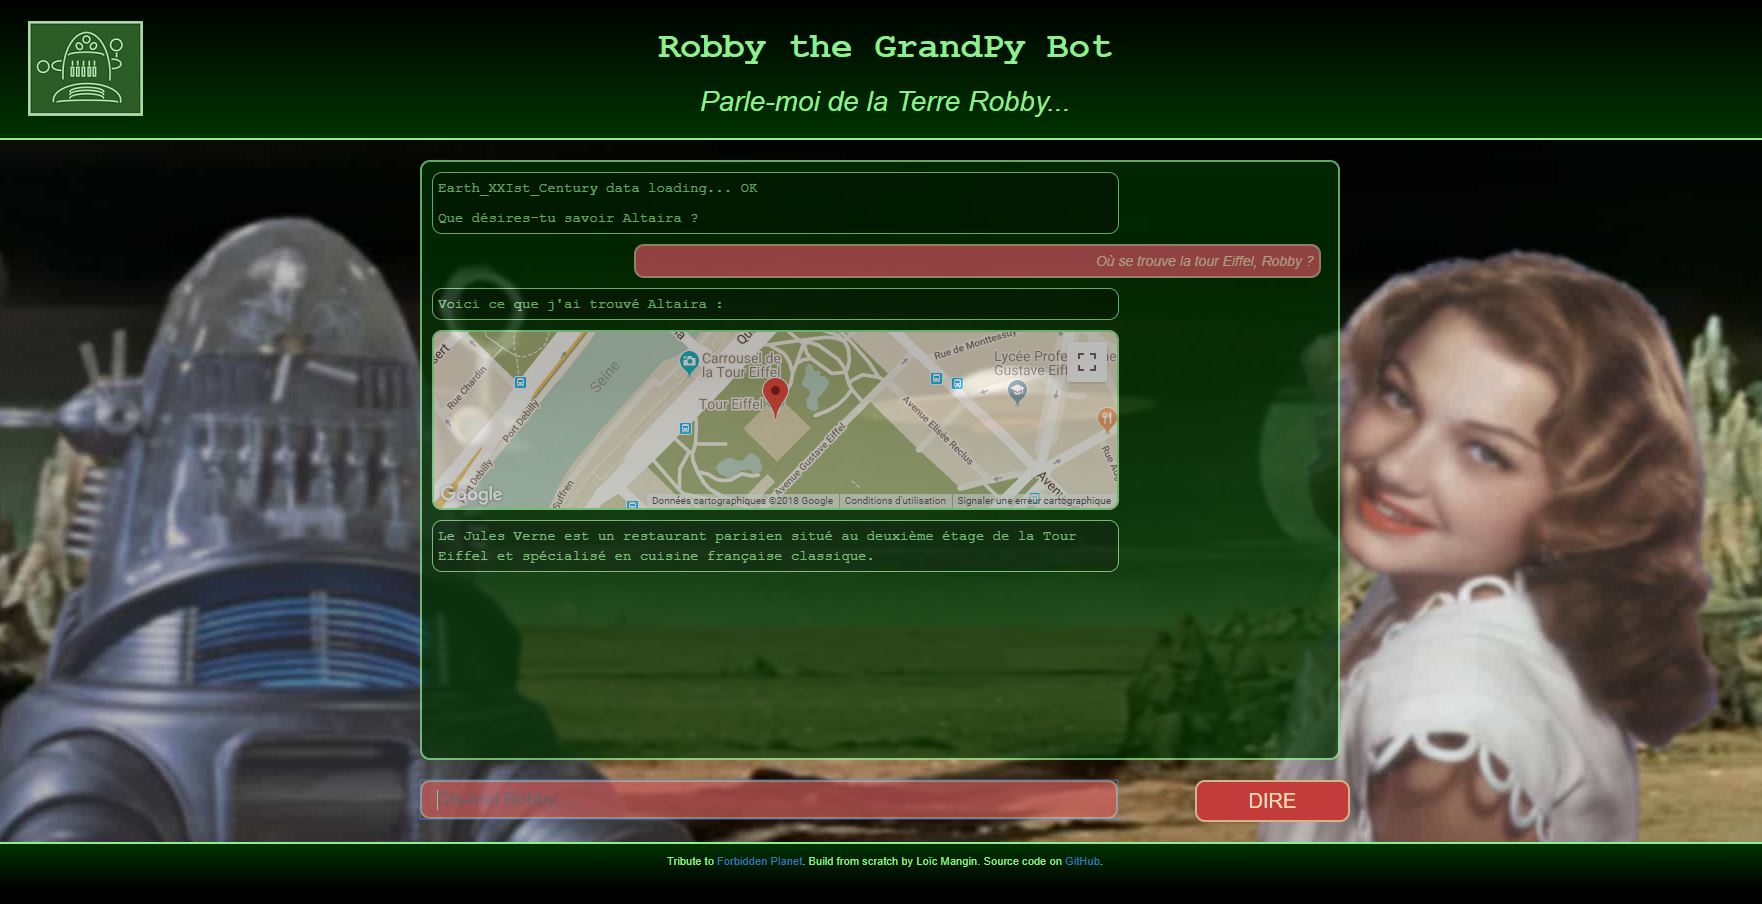 Robby the GrandPy Bot
Parle-moi de la Terre Robby...
Earth_XXIst_Century data loading... OK
Que désires-tu savoir Altaira ?
Où se trouve la tour Eiffel, Robby ?
Voici ce que j'ai trouvé Altaira :
Rue de Monttessuy
Carrousel de
la Tour Eiffel
Lycée Profe
Gustave Eif
Seine
Rue Chardin
Tour Eiffel
Port Debilly
Avenue Elisée Reclus
Avenue Gustave Eiffel
Debilly
Suffren
Google
Données cartographiques ©2018 Google
Conditions d'utilisation
Signaler une erreur cartographique
Le Jules Verne est un restaurant parisien situé au deuxième étage de la Tour
Eiffel et spécialisé en cuisine française classique.
Dis-moi Robby ...
DIRE
Tribute to Forbidden Planet. Build from scratch by Loïc Mangin. Source code on GitHub.